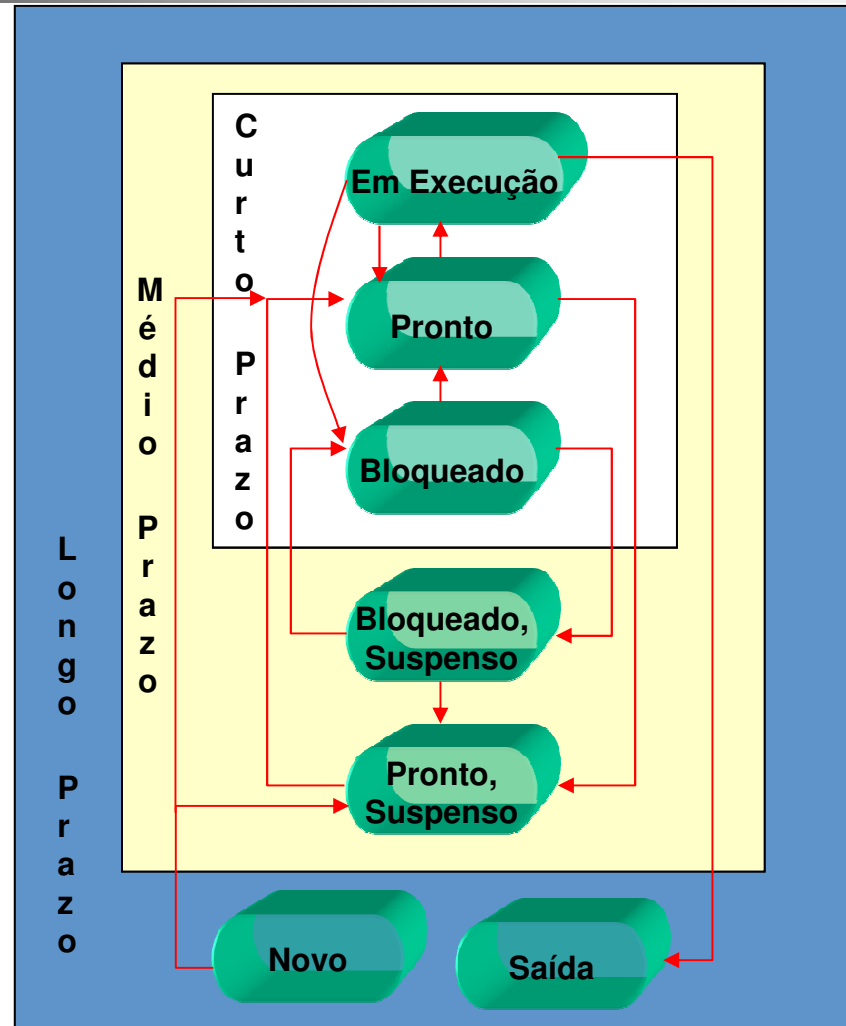 Curto Prazo
Em Execução
Pronto
Bloqueado
Médio Prazo
Bloqueado,
Suspenso
Pronto,
Suspenso
Longo Prazo
Novo
Saída